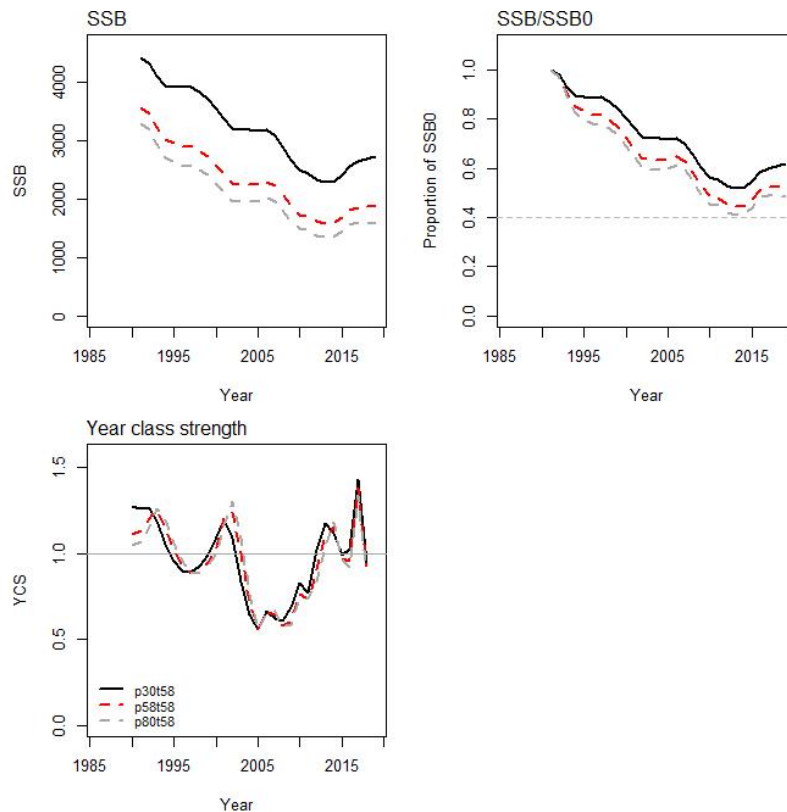 SSB
SSB
4000
3000
2000
1000
0
1985 1995 2005 2015
Year
SSB/SSB0
Proportion of SSB0
1.0
0.8
0.6
0.4
0.2
0.0
1985 1995 2005 2015
Year
Year class strength
YCS
1.5
1.0
0.5
0.0
p30t58
p58t58
p80t58
1985 1995 2005 2015
Year